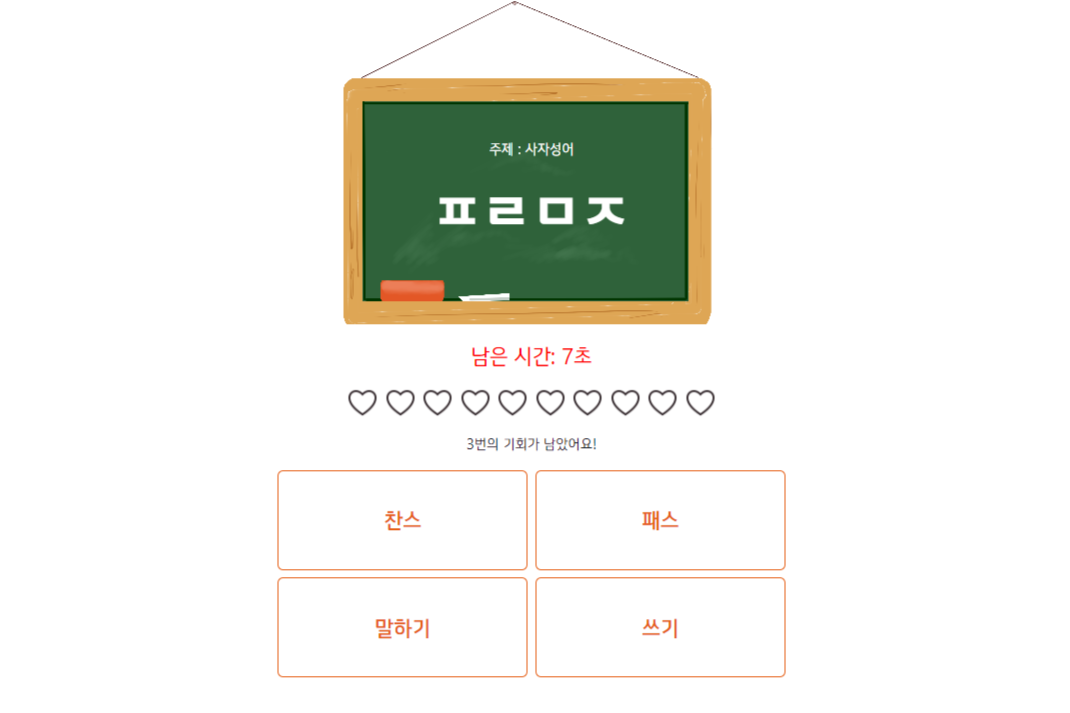 주제 : 사자성어
ㅍㄹㅁㅈ
남은 시간: 7초
3번의 기회가 남았어요!
찬스
패스
말하기
쓰기